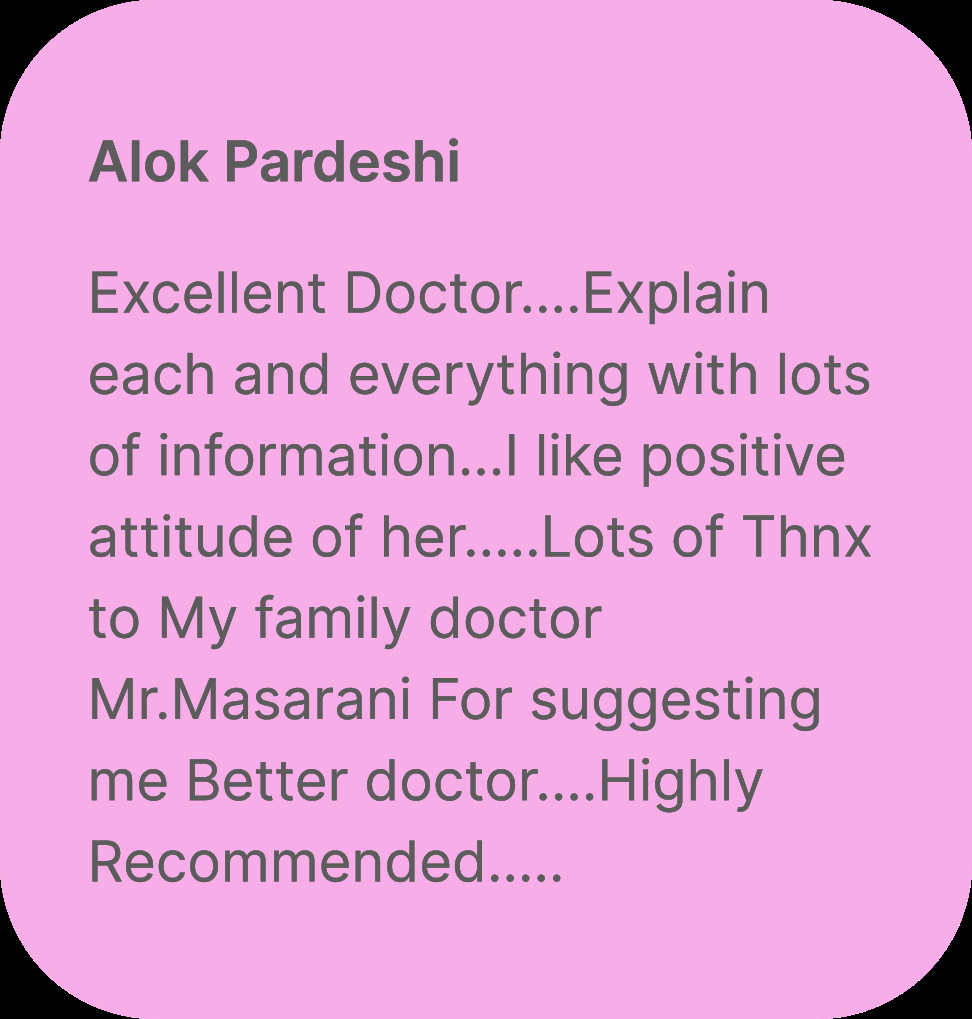 Alok Pardeshi
Excellent Doctor....Explain
each and everything with lots
of information...I like positive
attitude of her.....Lots of Thnx
to My family doctor
Mr.Masarani For suggesting
me Better doctor....Highly
Recommended.....